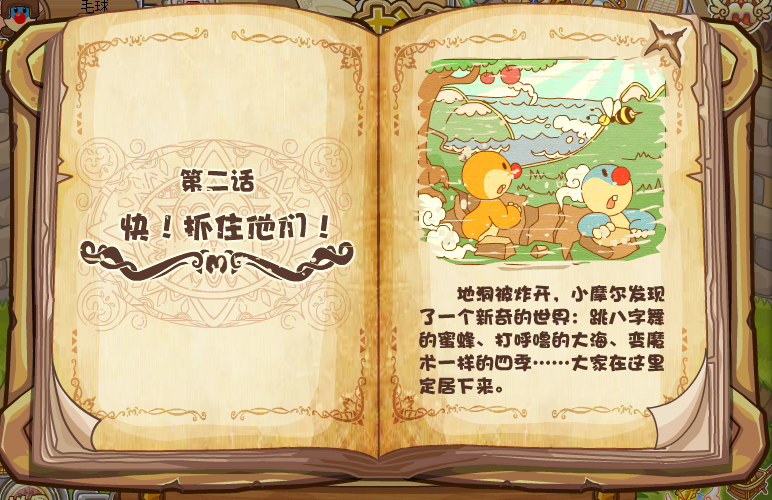 毛球
第二话
快！抓住他们！
地洞被炸开，小摩尔发现
了一个新奇的世界：跳八字舞
的蜜蜂、打呼噜的大海、变魔
术一样的四季……大家在这里
定居下来。